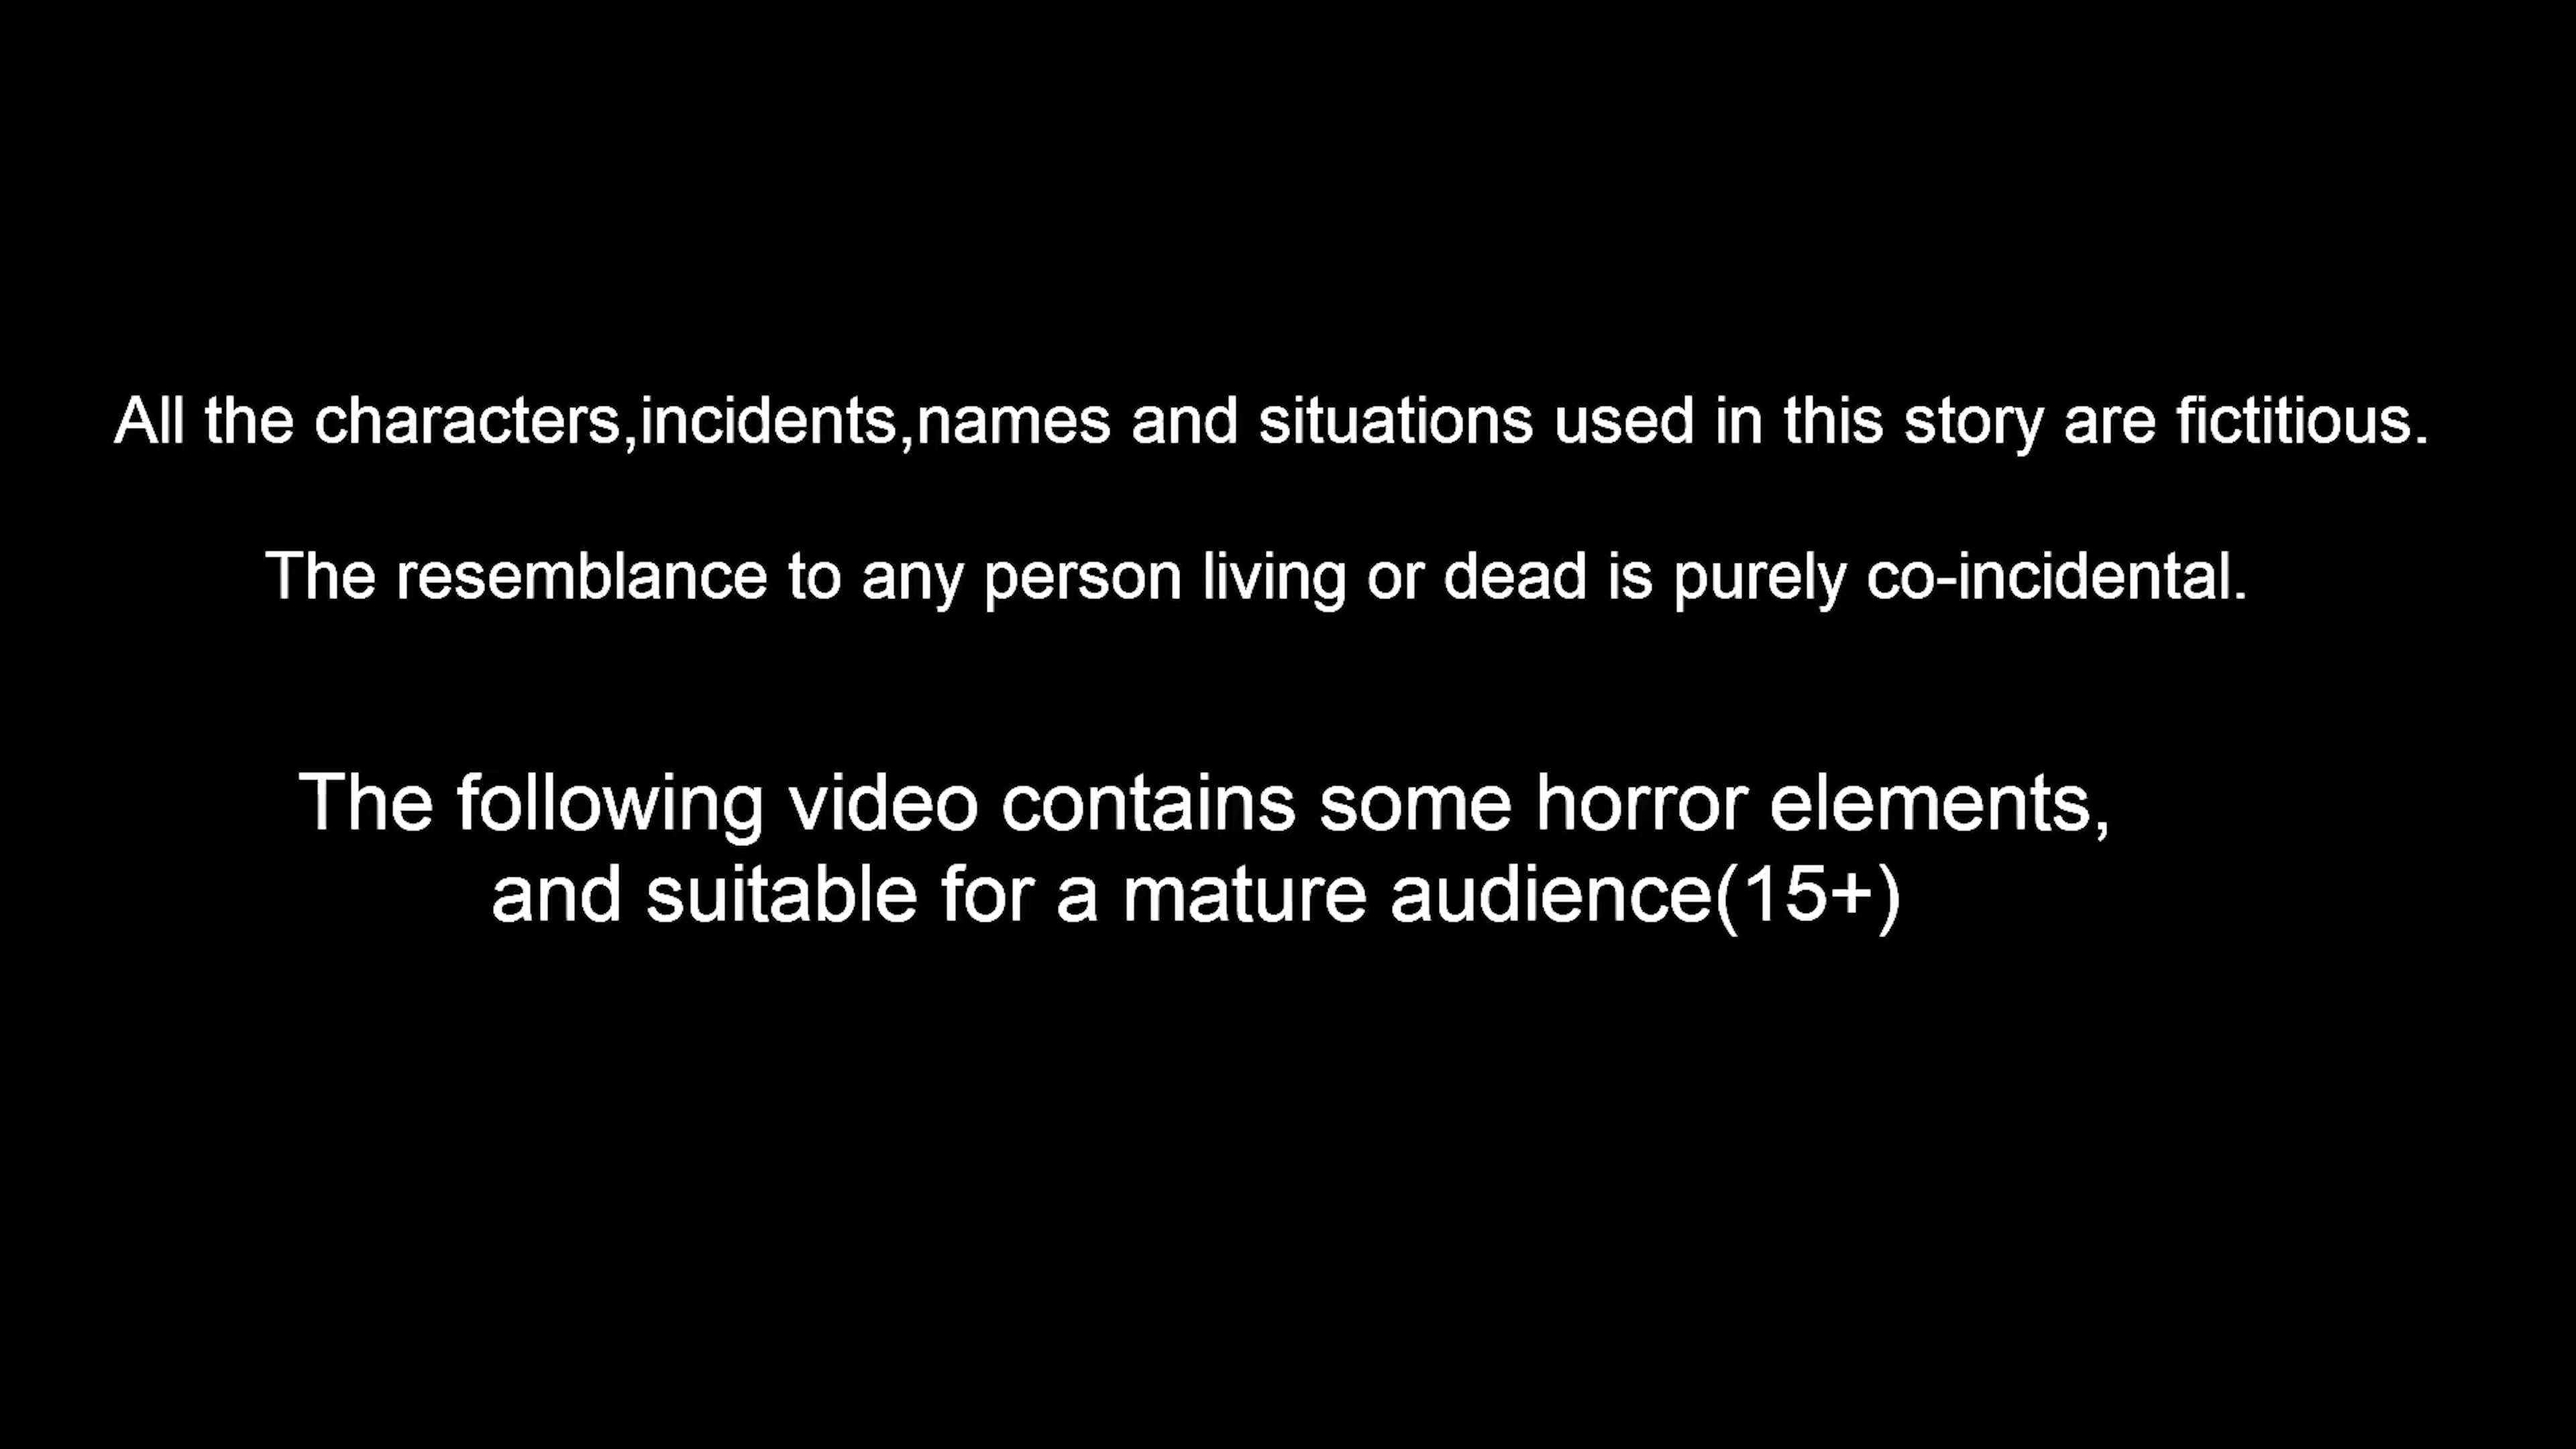 All the characters,incidents,names and situations used in this story are fictitious.
The resemblance to any person living or dead is purely co-incidental.
The following video contains some horror elements,
and suitable for a mature audience(15+)